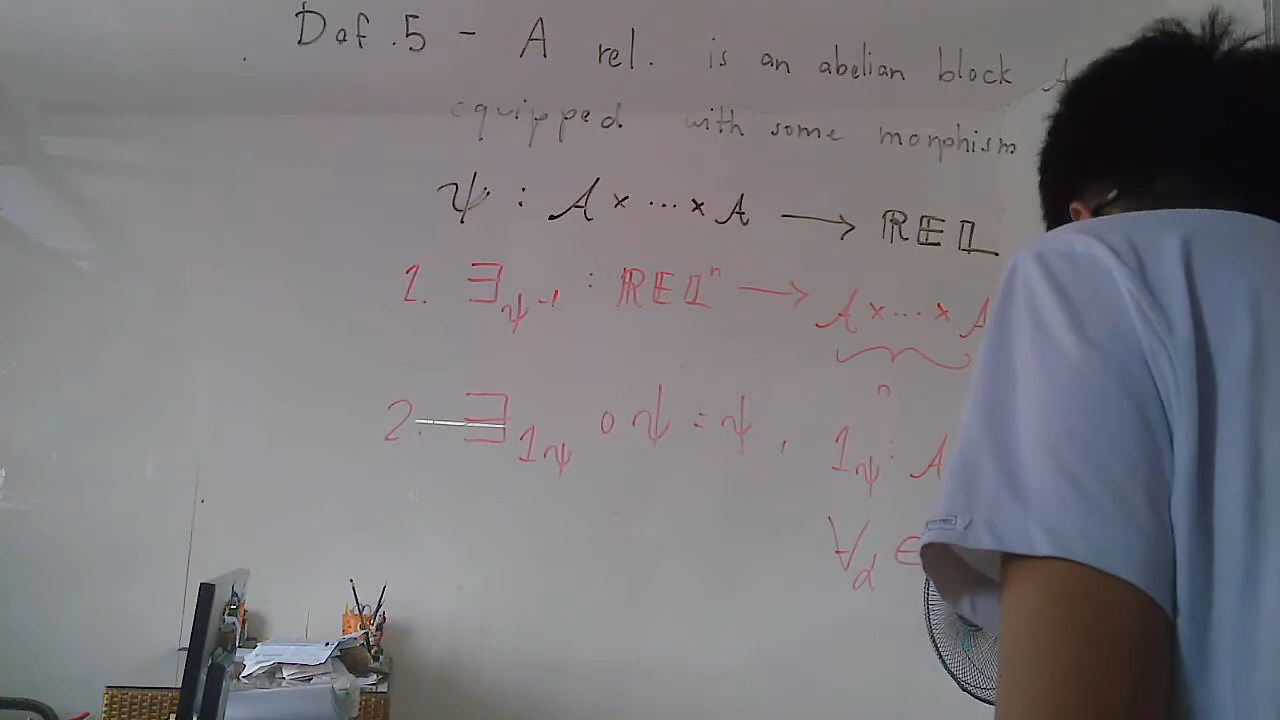 Def.5 - A rel. is an abelian block A
equipped with some morphism
ψ : A × ... × A → REL
1. ∃ψ-1 : RELⁿ → A × ... × A
n
2. ∃1ψ ∘ ψ = ψ , 1ψ : A
∀α ∈